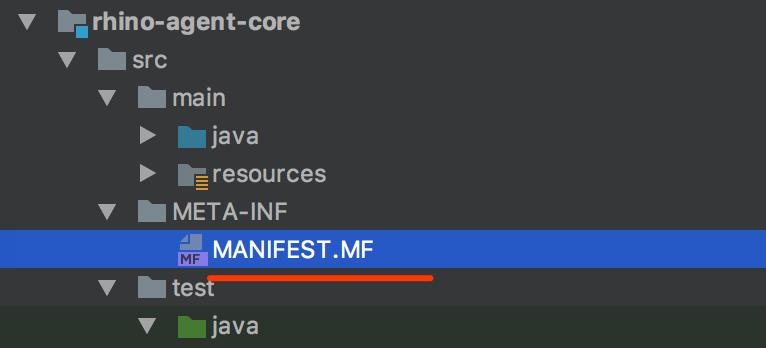 rhino-agent-core
src
main
java
resources
META-INF
MF MANIFEST.MF
test
java